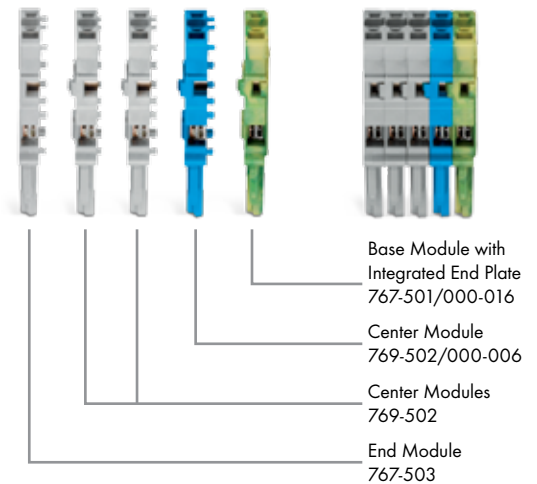 Base Module with
Integrated End Plate
767-501/000-016
Center Module
769-502/000-006
Center Modules
769-502
End Module
767-503